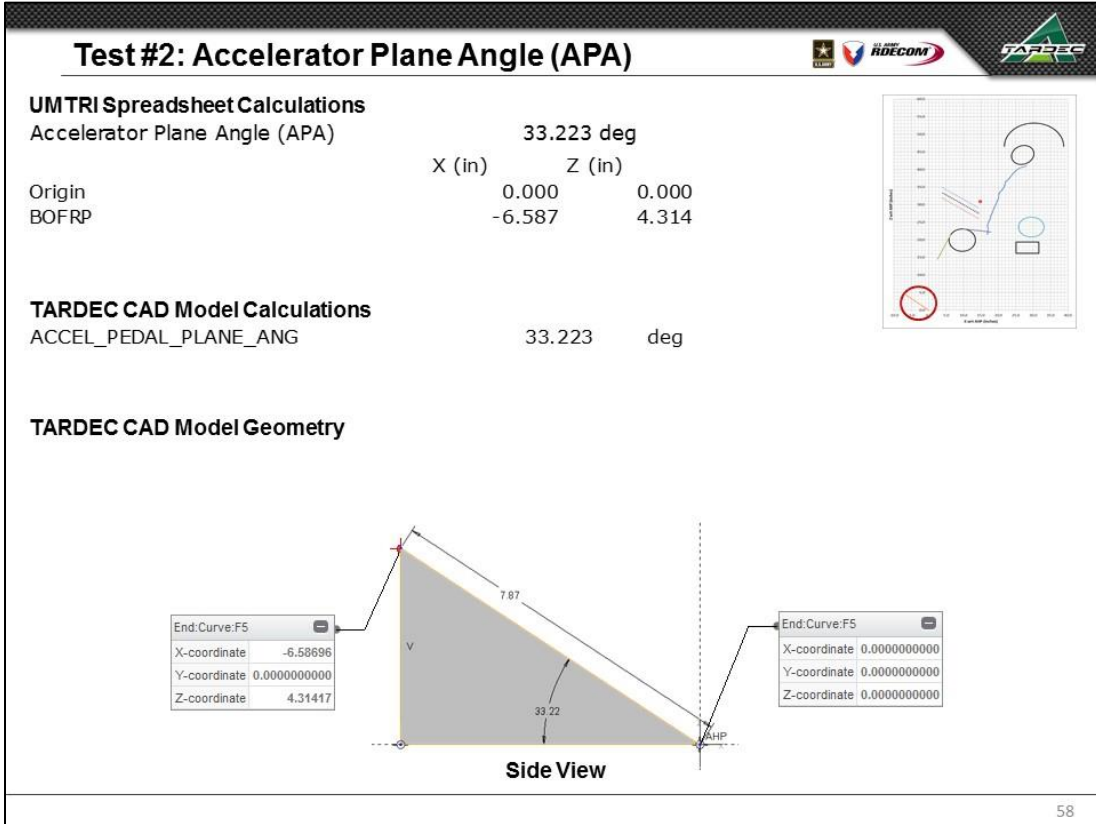 Test #2: Accelerator Plane Angle (APA)
U.S. ARMY
RDECOM
TARDEC
UMTRI Spreadsheet Calculations
Accelerator Plane Angle (APA) 33.223 deg
X (in) Z (in)
Origin 0.000 0.000
BOFRP -6.587 4.314
TARDEC CAD Model Calculations
ACCEL_PEDAL_PLANE_ANG 33.223 deg
TARDEC CAD Model Geometry
7.87
V
33.22
AHP
End:Curve:F5
X-coordinate -6.58696
Y-coordinate 0.0000000000
Z-coordinate 4.31417
End:Curve:F5
X-coordinate 0.0000000000
Y-coordinate 0.0000000000
Z-coordinate 0.0000000000
Side View
58